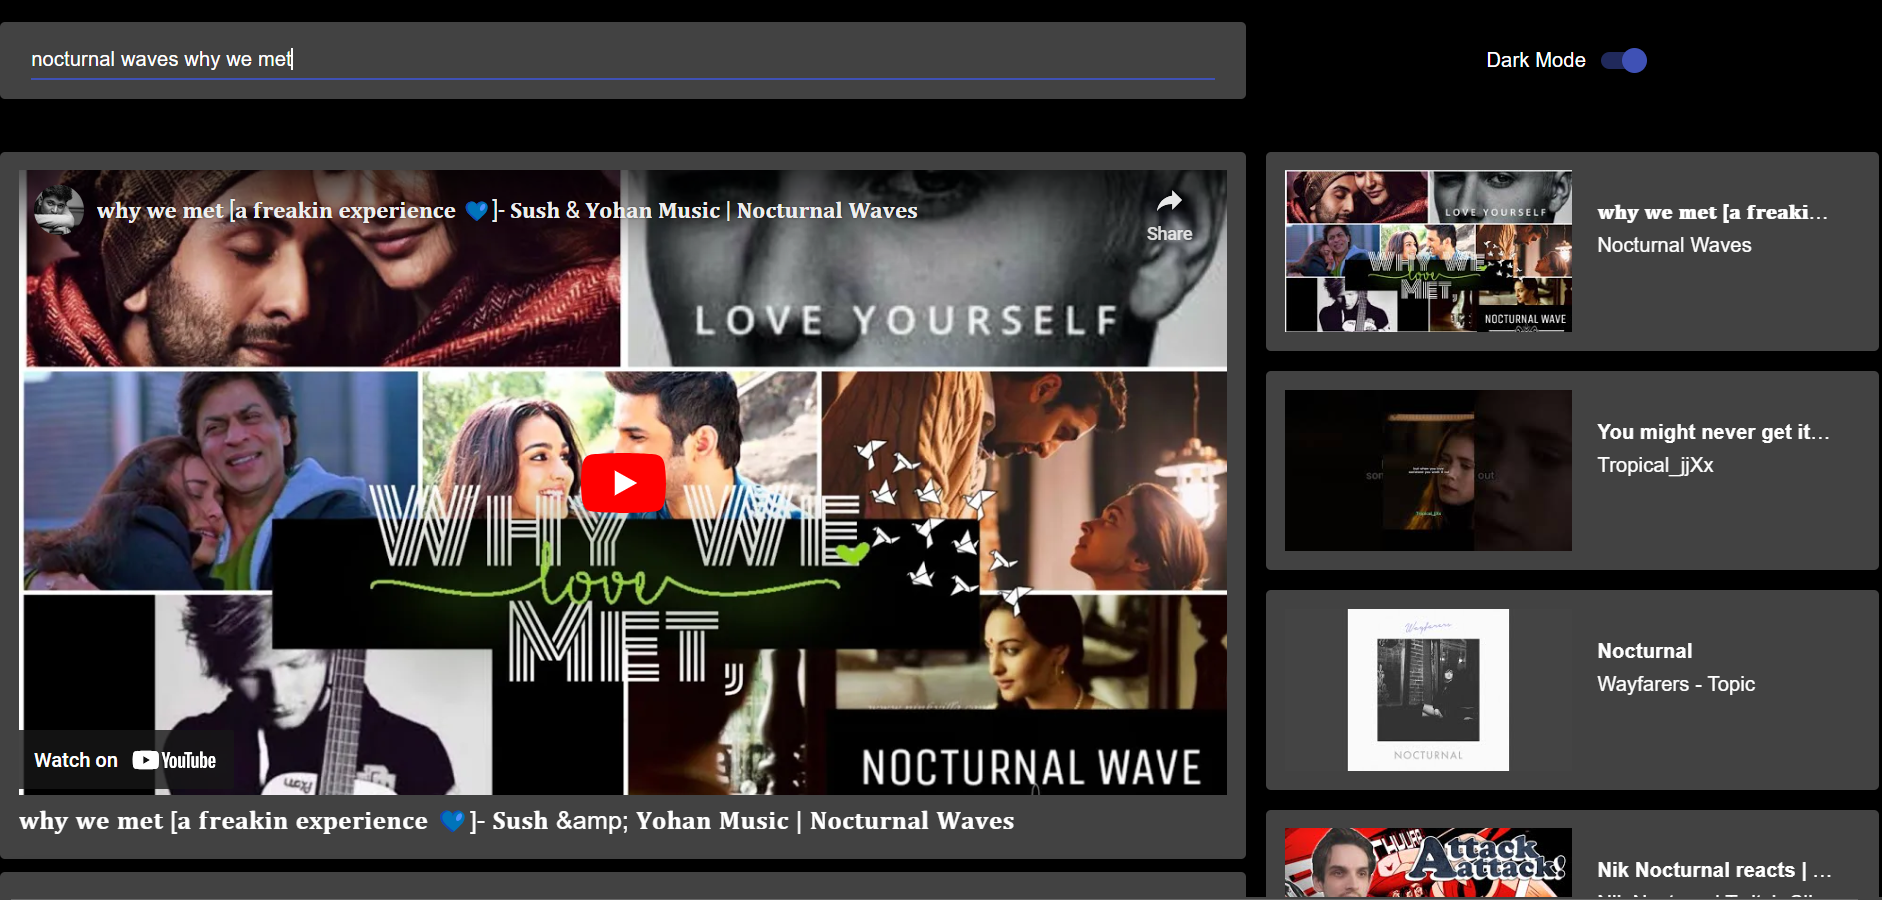 nocturnal waves why we met
Dark Mode
why we met [a freakin experience 💙]- Sush & Yohan Music | Nocturnal Waves
Share
LOVE YOURSELF
WHY WE
love
MET,
NOCTURNAL WAVE
Watch on YouTube
why we met [a freakin experience 💙]- Sush &amp; Yohan Music | Nocturnal Waves
LOVE YOURSELF
WHY WE
love
MET,
NOCTURNAL WAVE
why we met [a freaki...
Nocturnal Waves
out
You might never get it...
Tropical_jjXx
Wayfarers
NOCTURNAL
Nocturnal
Wayfarers - Topic
Attack
attack!
Nik Nocturnal reacts | ...